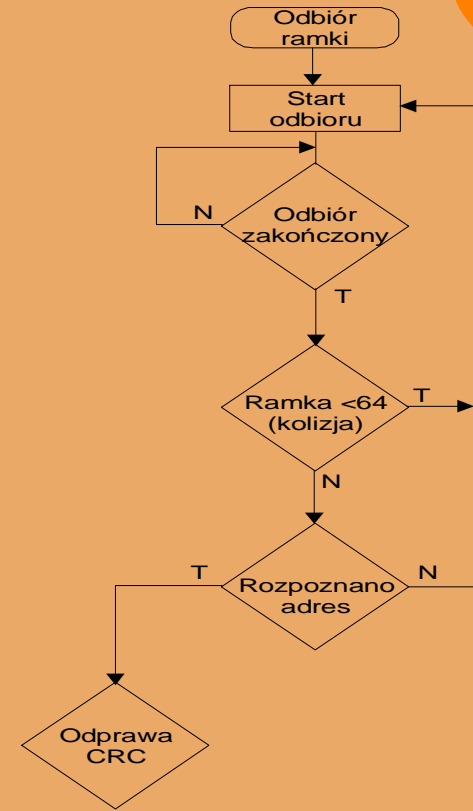 Odbiór
ramki
Start
odbioru
N
Odbiór
zakończony
T
Ramka <64
(kolizja)
T
N
T
Rozpoznano
adres
N
Odprawa
CRC